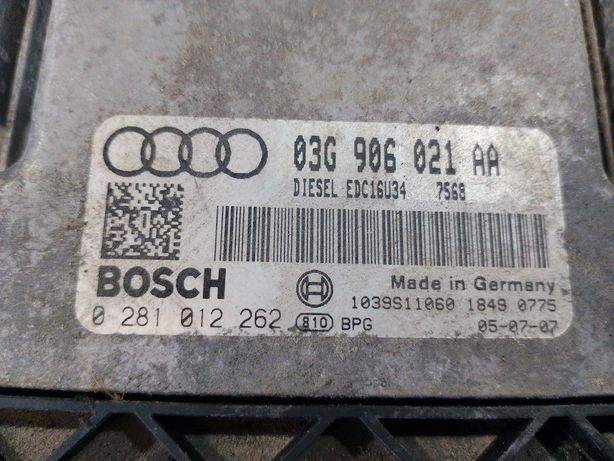 03G 906 021 AA
DIESEL EDC16U34 7568
BOSCH
Made in Germany
0 281 012 262 810 BPG
1039S11060 1849 0775
05-07-07